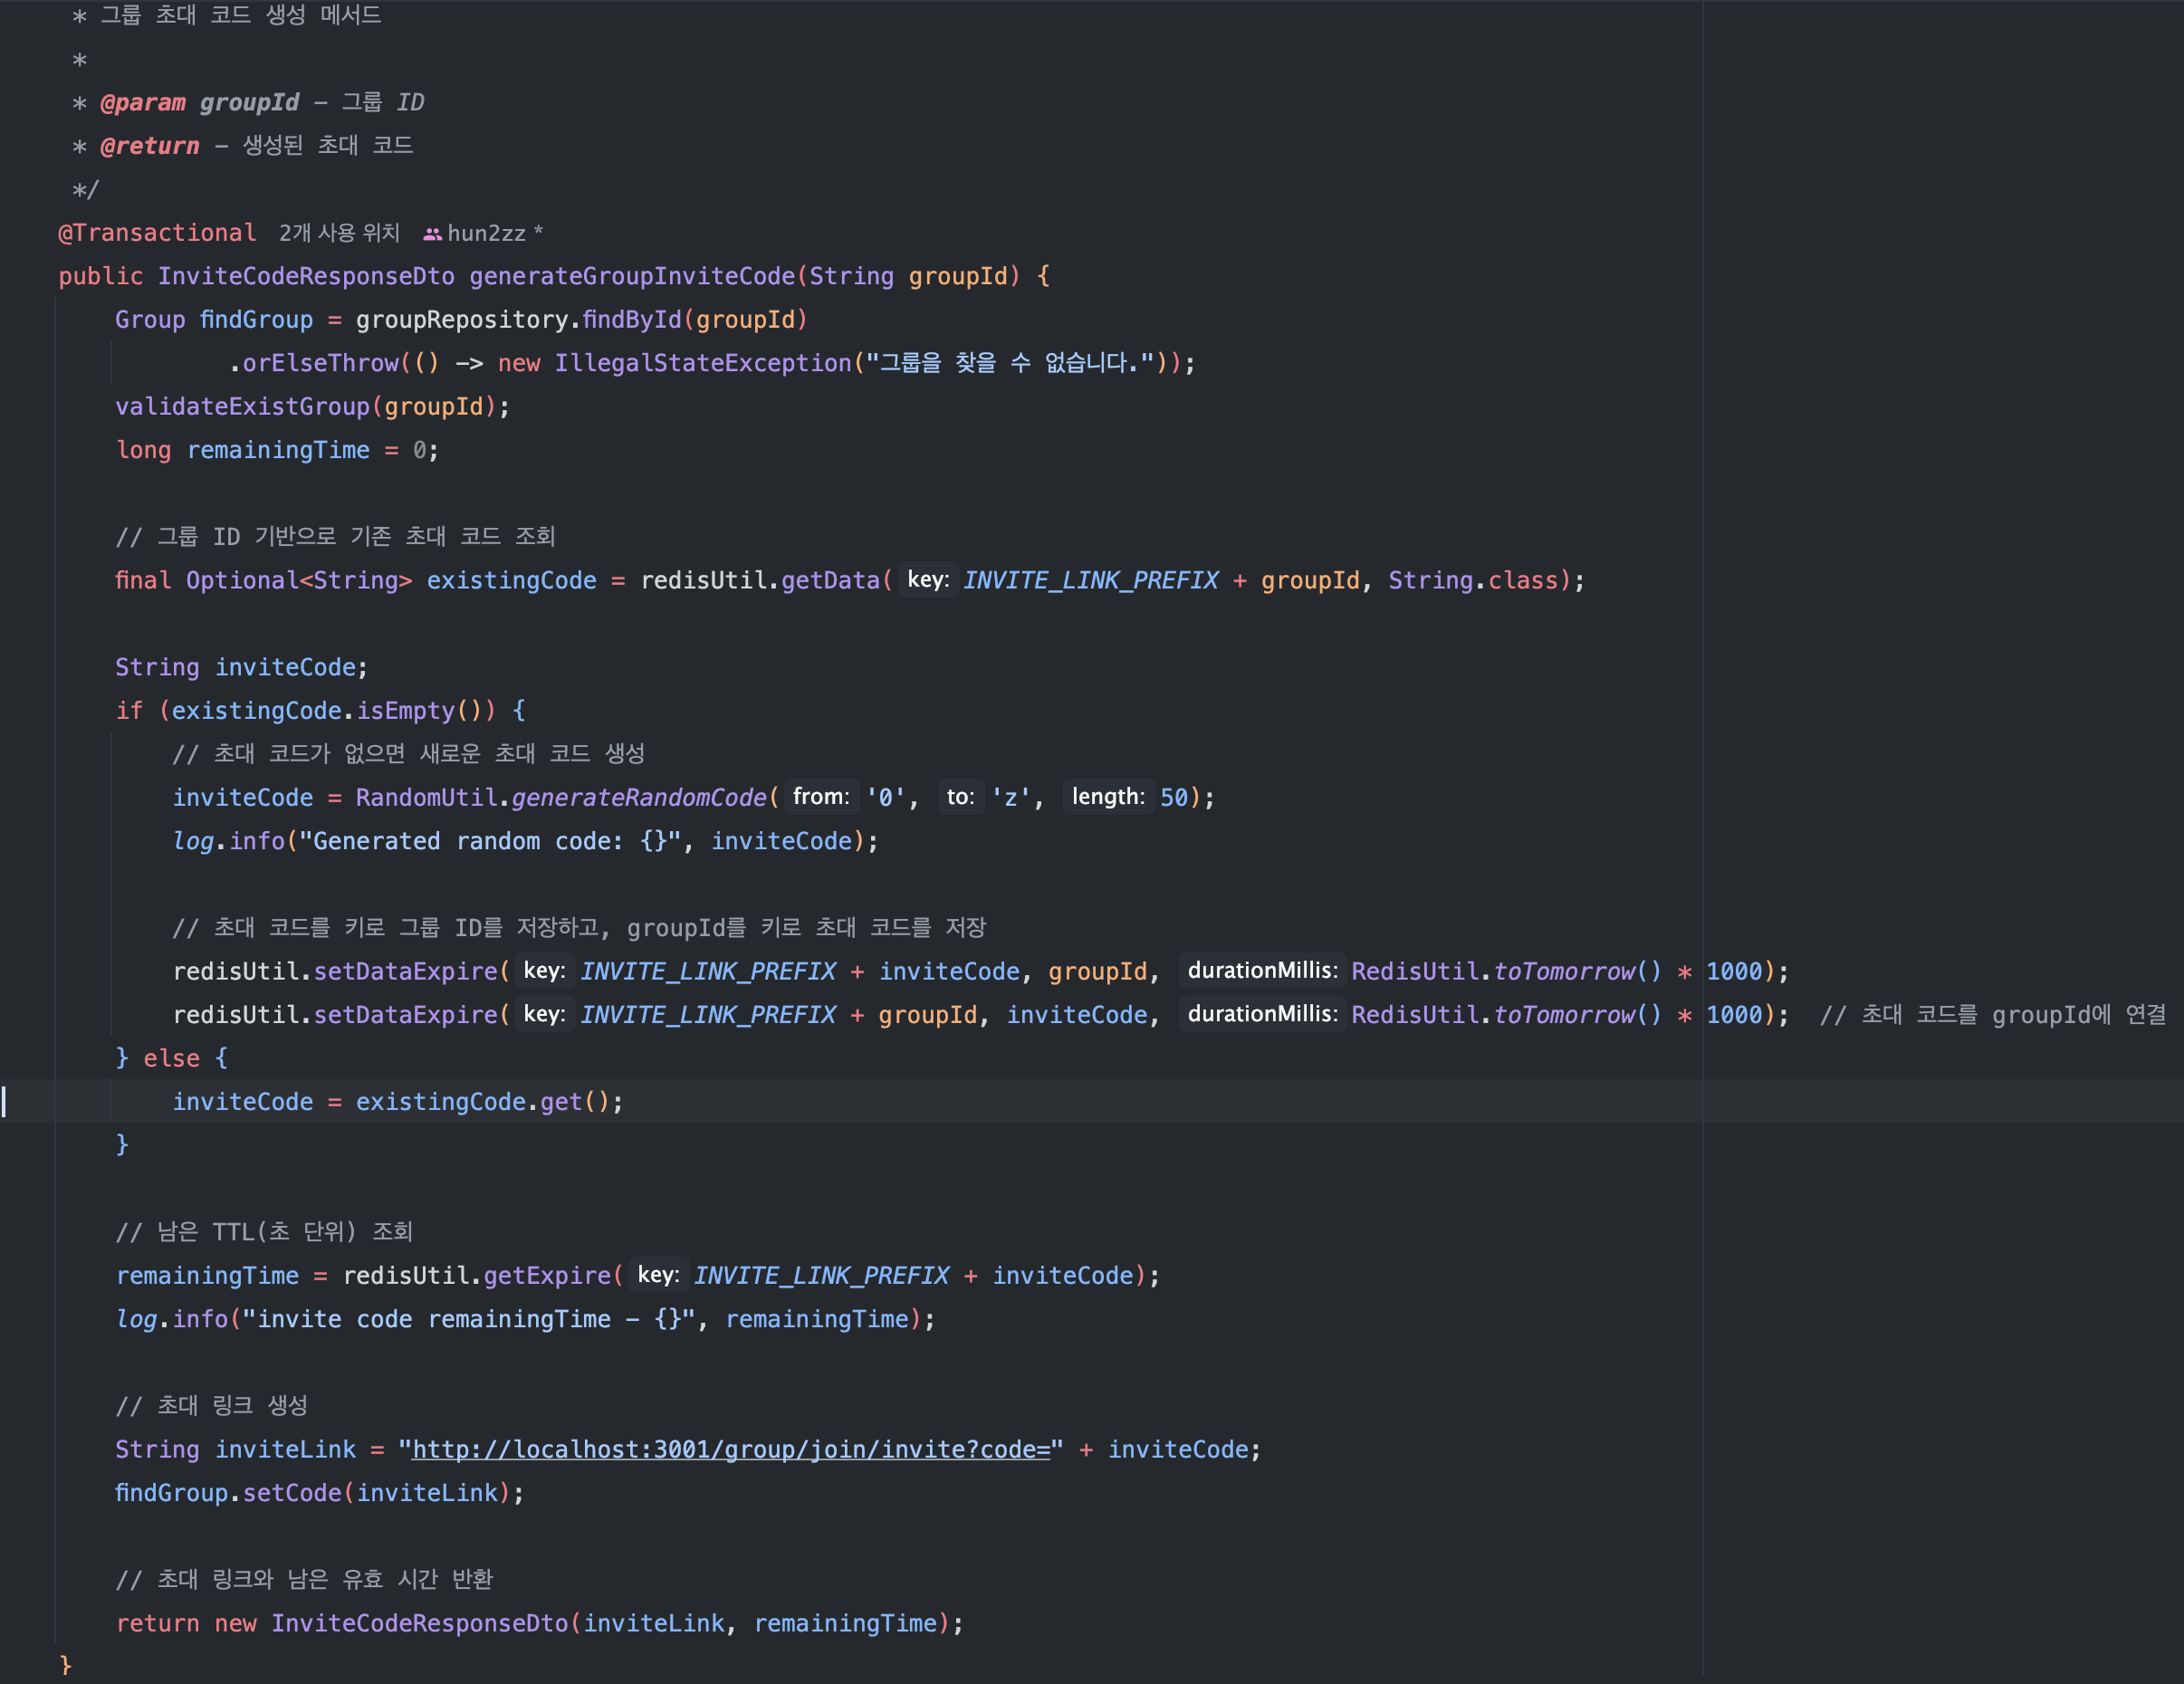 * 그룹 초대 코드 생성 메서드
*
* @param groupId – 그룹 ID
* @return – 생성된 초대 코드
*/
@Transactional 2개 사용 위치 hun2zz *
public InviteCodeResponseDto generateGroupInviteCode(String groupId) {
Group findGroup = groupRepository.findById(groupId)
.orElseThrow(() -> new IllegalStateException("그룹을 찾을 수 없습니다."));
validateExistGroup(groupId);
long remainingTime = 0;
// 그룹 ID 기반으로 기존 초대 코드 조회
final Optional<String> existingCode = redisUtil.getData( key: INVITE_LINK_PREFIX + groupId, String.class);
String inviteCode;
if (existingCode.isEmpty()) {
// 초대 코드가 없으면 새로운 초대 코드 생성
inviteCode = RandomUtil.generateRandomCode( from: '0', to: 'z', length: 50);
log.info("Generated random code: {}", inviteCode);
// 초대 코드를 키로 그룹 ID를 저장하고, groupId를 키로 초대 코드를 저장
redisUtil.setDataExpire( key: INVITE_LINK_PREFIX + inviteCode, groupId, durationMillis: RedisUtil.toTomorrow() * 1000);
redisUtil.setDataExpire( key: INVITE_LINK_PREFIX + groupId, inviteCode, durationMillis: RedisUtil.toTomorrow() * 1000); // 초대 코드를 groupId에 연결
} else {
inviteCode = existingCode.get();
}
// 남은 TTL(초 단위) 조회
remainingTime = redisUtil.getExpire( key: INVITE_LINK_PREFIX + inviteCode);
log.info("invite code remainingTime – {}", remainingTime);
// 초대 링크 생성
String inviteLink = "http://localhost:3001/group/join/invite?code=" + inviteCode;
findGroup.setCode(inviteLink);
// 초대 링크와 남은 유효 시간 반환
return new InviteCodeResponseDto(inviteLink, remainingTime);
}